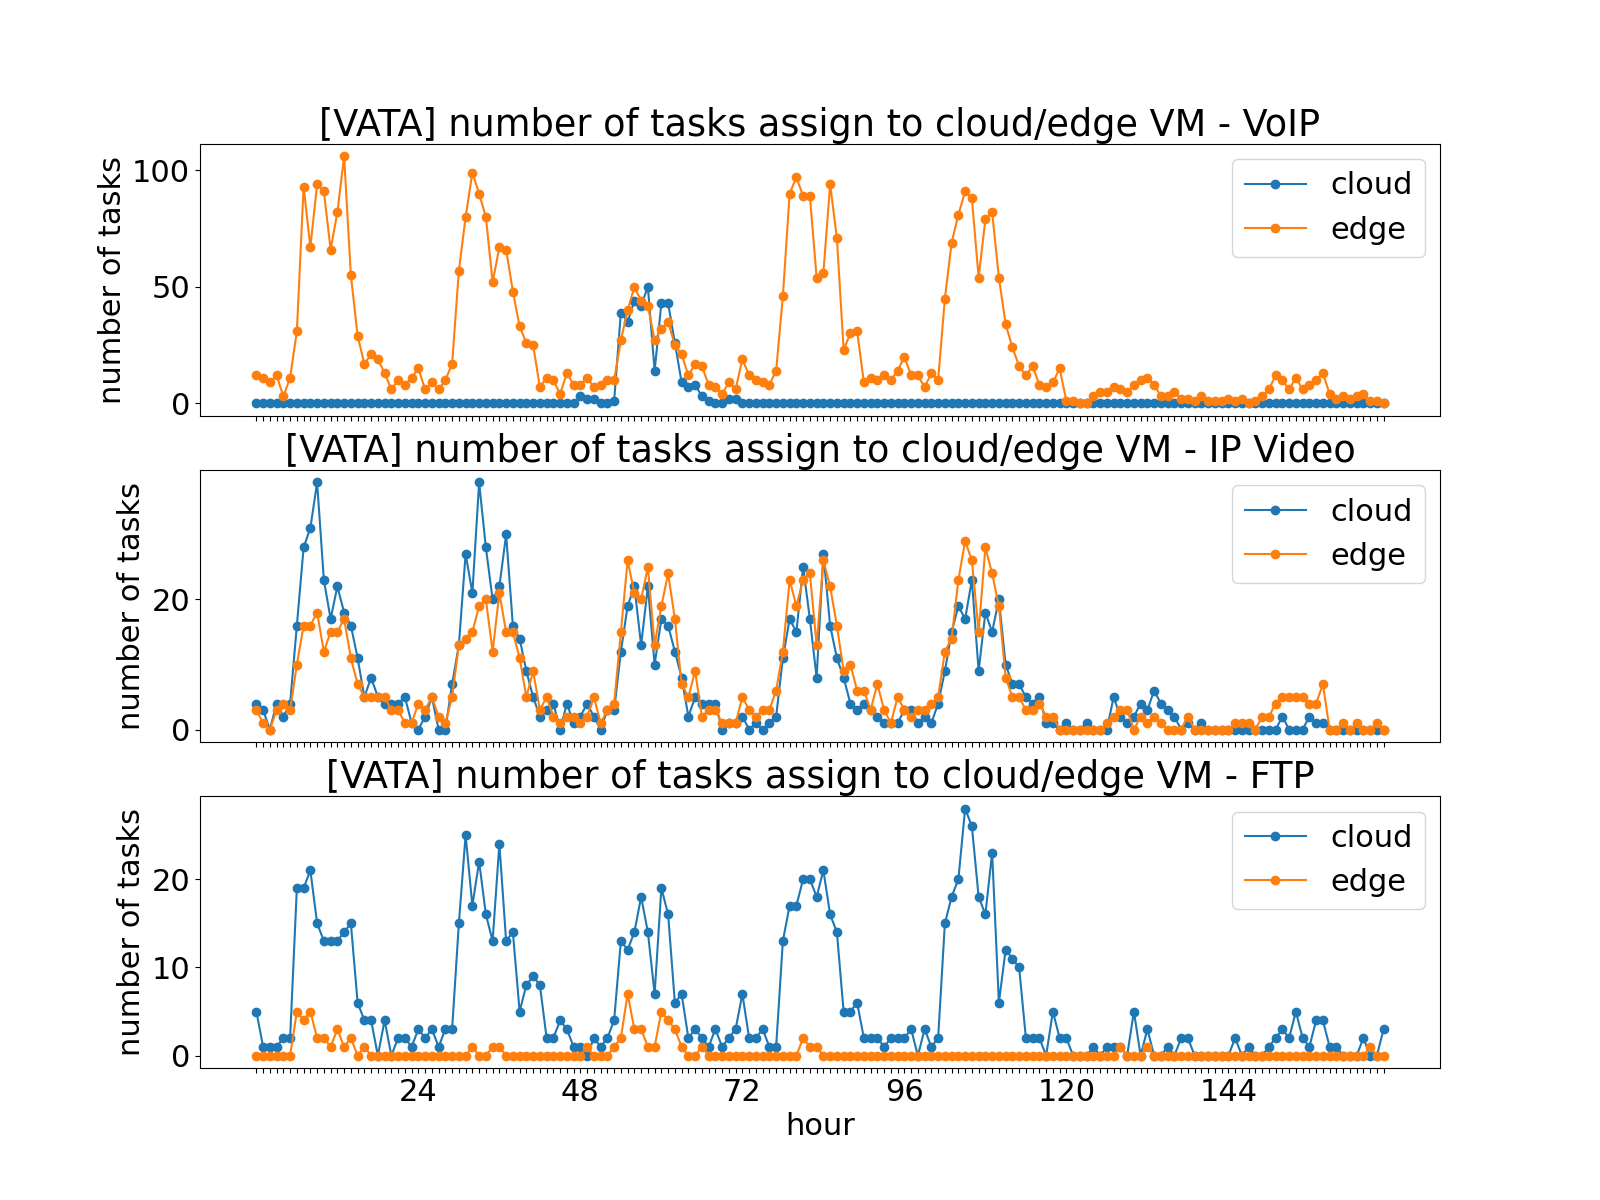 [VATA] number of tasks assign to cloud/edge VM - VoIP
number of tasks
100
50
0
cloud
edge
[VATA] number of tasks assign to cloud/edge VM - IP Video
number of tasks
20
0
cloud
edge
[VATA] number of tasks assign to cloud/edge VM - FTP
number of tasks
20
10
0
cloud
edge
24 48 72 96 120 144
hour